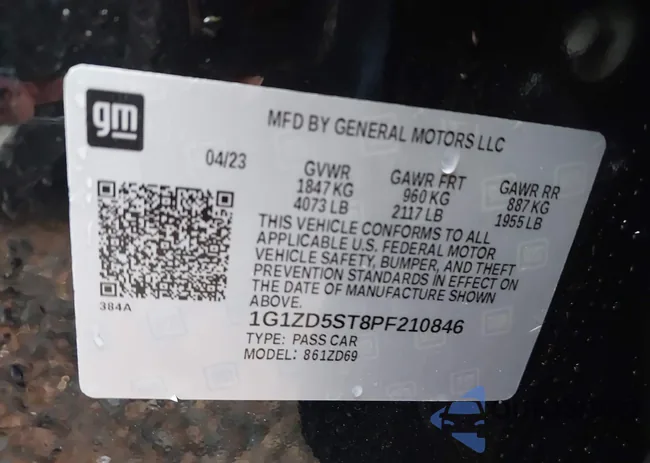 gm
MFD BY GENERAL MOTORS LLC
04/23
GVWR GAWR FRT GAWR RR
1847 KG 960 KG 887 KG
4073 LB 2117 LB 1955 LB
THIS VEHICLE CONFORMS TO ALL
APPLICABLE U.S. FEDERAL MOTOR
VEHICLE SAFETY, BUMPER, AND THEFT
PREVENTION STANDARDS IN EFFECT ON
THE DATE OF MANUFACTURE SHOWN
ABOVE.
384A
1G1ZD5ST8PF210846
TYPE: PASS CAR
MODEL: 861ZD69